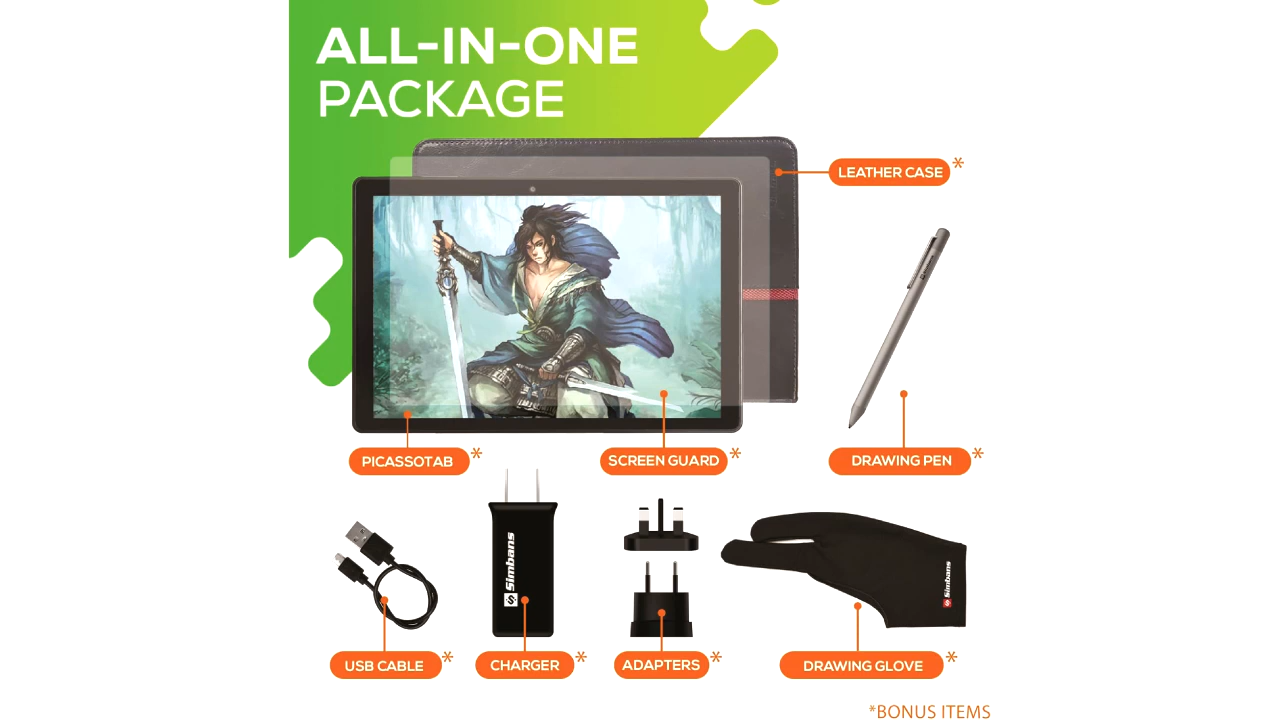 ALL-IN-ONE
PACKAGE
LEATHER CASE*
PICASSOTAB*
SCREEN GUARD*
DRAWING PEN*
Simbans
Simbans
USB CABLE*
CHARGER*
ADAPTERS*
DRAWING GLOVE*
*BONUS ITEMS